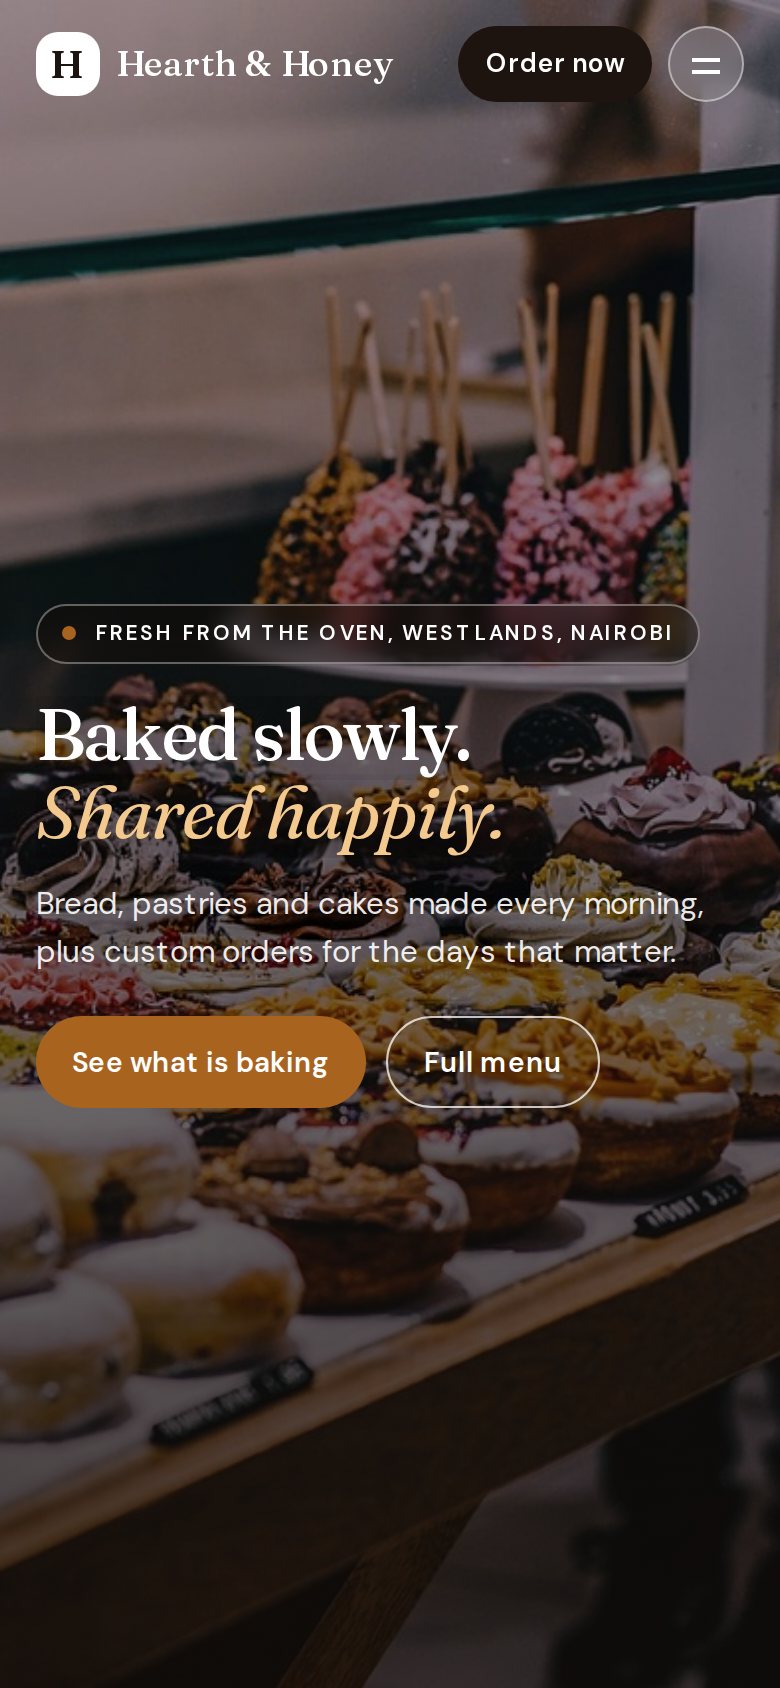 H Hearth & Honey Order now
FRESH FROM THE OVEN, WESTLANDS, NAIROBI
Baked slowly.
Shared happily.
Bread, pastries and cakes made every morning,
plus custom orders for the days that matter.
See what is baking Full menu